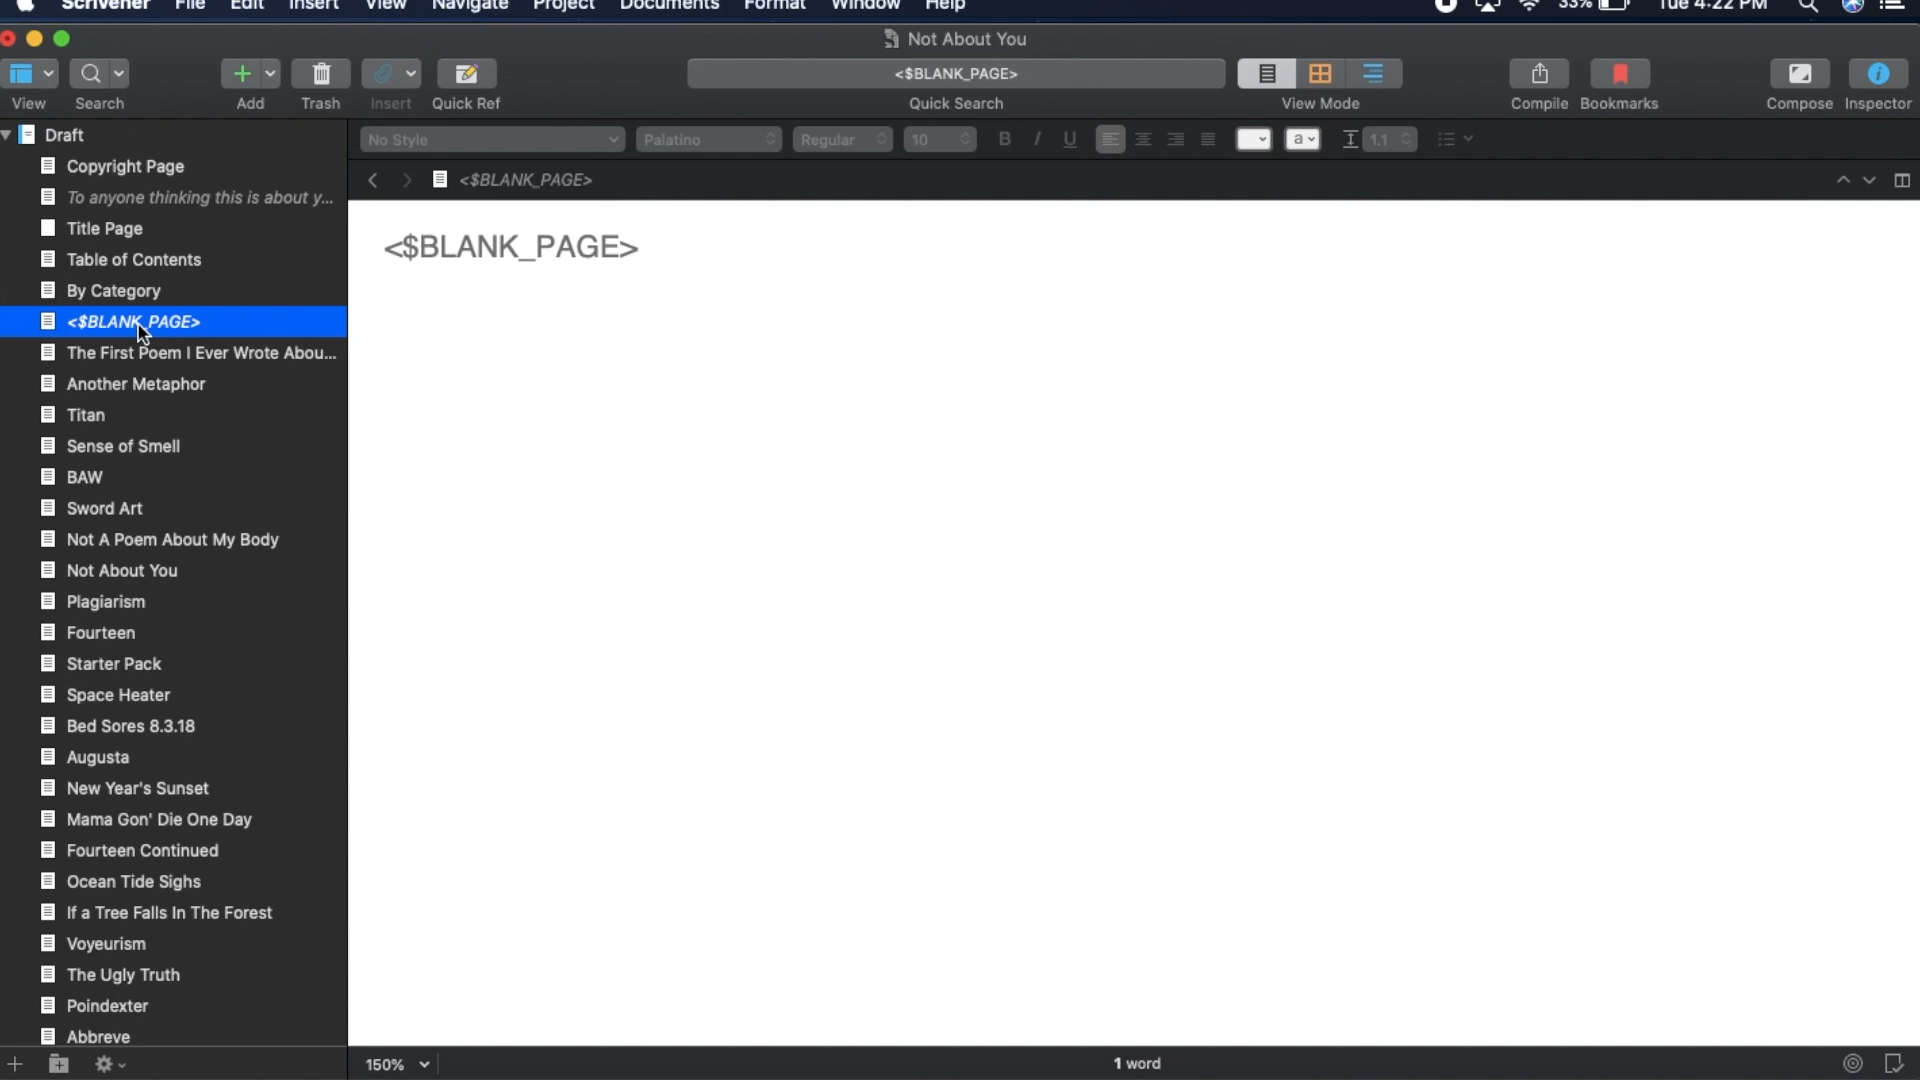 Scrivener File Edit Insert View Navigate Project Documents Format Window Help 33% Tue 4:22 PM
Not About You
<$BLANK_PAGE>
View Search Add Trash Insert Quick Ref Quick Search View Mode Compile Bookmarks Compose Inspector
No Style Palatino Regular 10 B I U a 1.1
<$BLANK_PAGE>
Draft
Copyright Page
To anyone thinking this is about y...
Title Page
Table of Contents
By Category
<$BLANK_PAGE>
The First Poem I Ever Wrote Abou...
Another Metaphor
Titan
Sense of Smell
BAW
Sword Art
Not A Poem About My Body
Not About You
Plagiarism
Fourteen
Starter Pack
Space Heater
Bed Sores 8.3.18
Augusta
New Year's Sunset
Mama Gon' Die One Day
Fourteen Continued
Ocean Tide Sighs
If a Tree Falls In The Forest
Voyeurism
The Ugly Truth
Poindexter
Abbreve
<$BLANK_PAGE>
150% 1 word